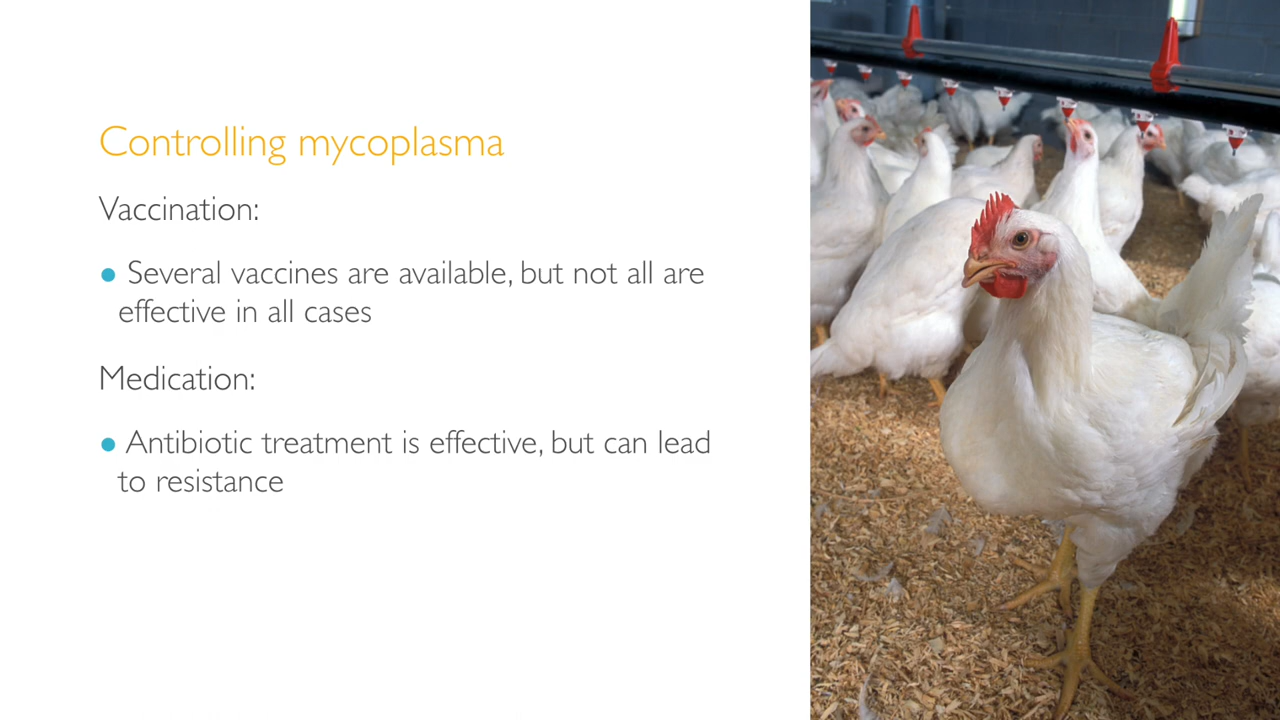 Controlling mycoplasma
Vaccination:
● Several vaccines are available, but not all are
effective in all cases
Medication:
● Antibiotic treatment is effective, but can lead
to resistance